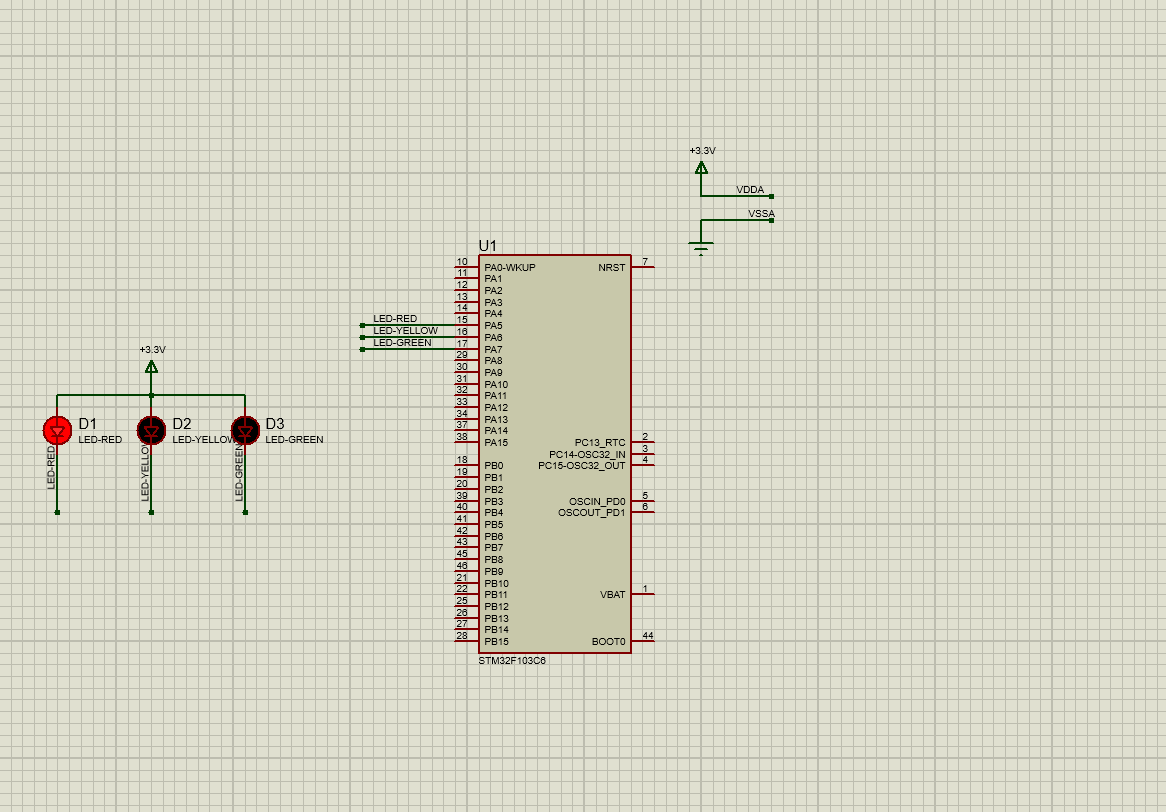 +3.3V
VDDA
VSSA
U1
10 PA0-WKUP NRST 7
11 PA1
12 PA2
13 PA3
14 PA4
LED-RED 15 PA5
LED-YELLOW 16 PA6
LED-GREEN 17 PA7
29 PA8
30 PA9
31 PA10
32 PA11
33 PA12
34 PA13
37 PA14
38 PA15 PC13_RTC 2
PC14-OSC32_IN 3
18 PB0 PC15-OSC32_OUT 4
19 PB1
20 PB2
39 PB3 OSCIN_PD0 5
40 PB4 OSCOUT_PD1 6
41 PB5
42 PB6
43 PB7
45 PB8
46 PB9
21 PB10
22 PB11 VBAT 1
25 PB12
26 PB13
27 PB14
28 PB15 BOOT0 44
STM32F103C6
+3.3V
D1 D2 D3
LED-RED LED-YELLOW LED-GREEN
LED-RED LED-YELLO LED-GREEN